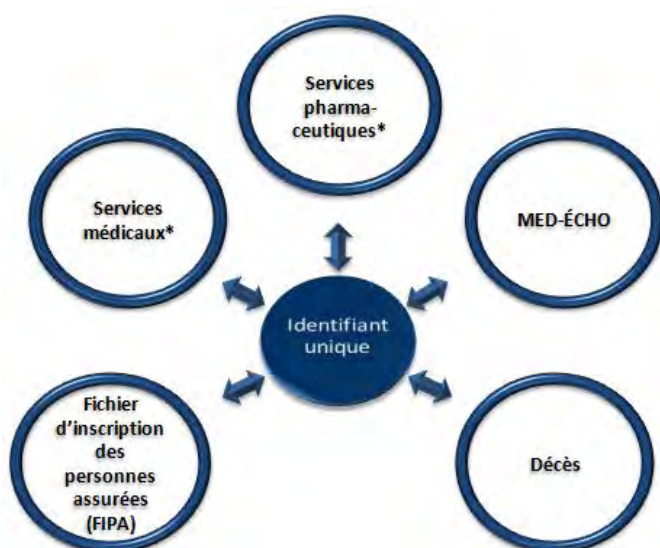 Services
pharma-
ceutiques*
Services
médicaux*
MED-ÉCHO
Identifiant
unique
Fichier
d'inscription
des
personnes
assurées
(FIPA)
Décès